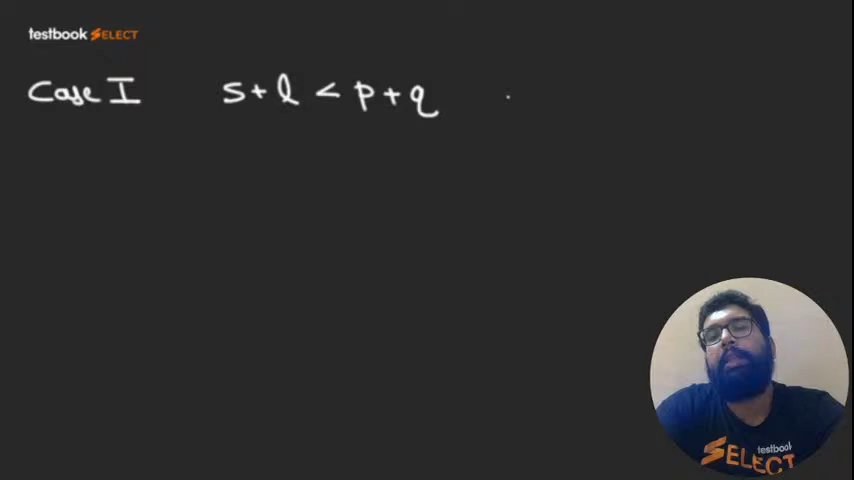 testbook SELECT
Case I s + l < p + q
testbook
SELECT